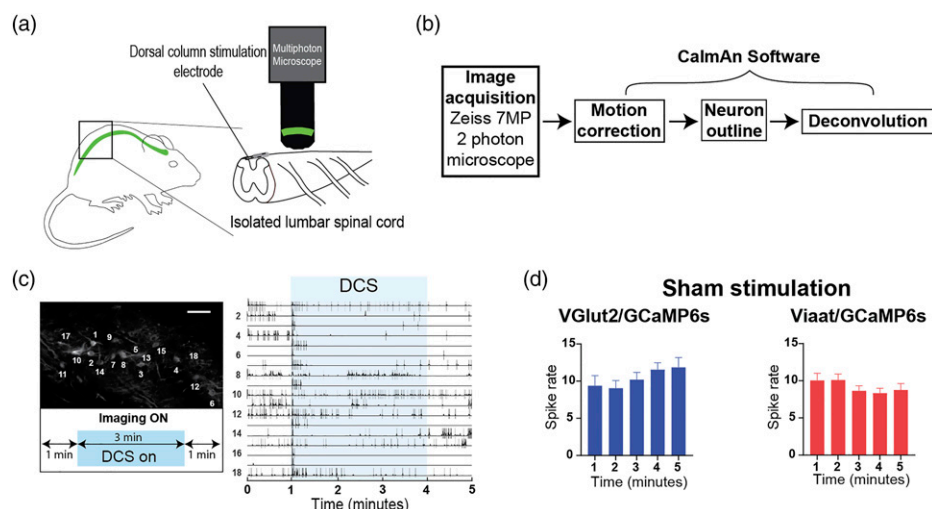 (a)
Dorsal column stimulation
electrode
Multiphoton
Microscope
Isolated lumbar spinal cord
(b)
CalmAn Software
Image
acquisition
Zeiss 7MP
2 photon
microscope
Motion
correction
Neuron
outline
Deconvolution
(c)
17
1
9
5
15
18
10
2
7
8
13
11
14
3
4
12
6
Imaging ON
3 min
1 min
DCS on
1 min
DCS
2
4
6
8
10
12
14
16
18
0
1
2
3
4
5
Time (minutes)
(d)
Sham stimulation
VGlut2/GCaMP6s
Spike rate
15
10
5
0
1 2 3 4 5
Time (minutes)
Viaat/GCaMP6s
Spike rate
15
10
5
0
1 2 3 4 5
Time (minutes)